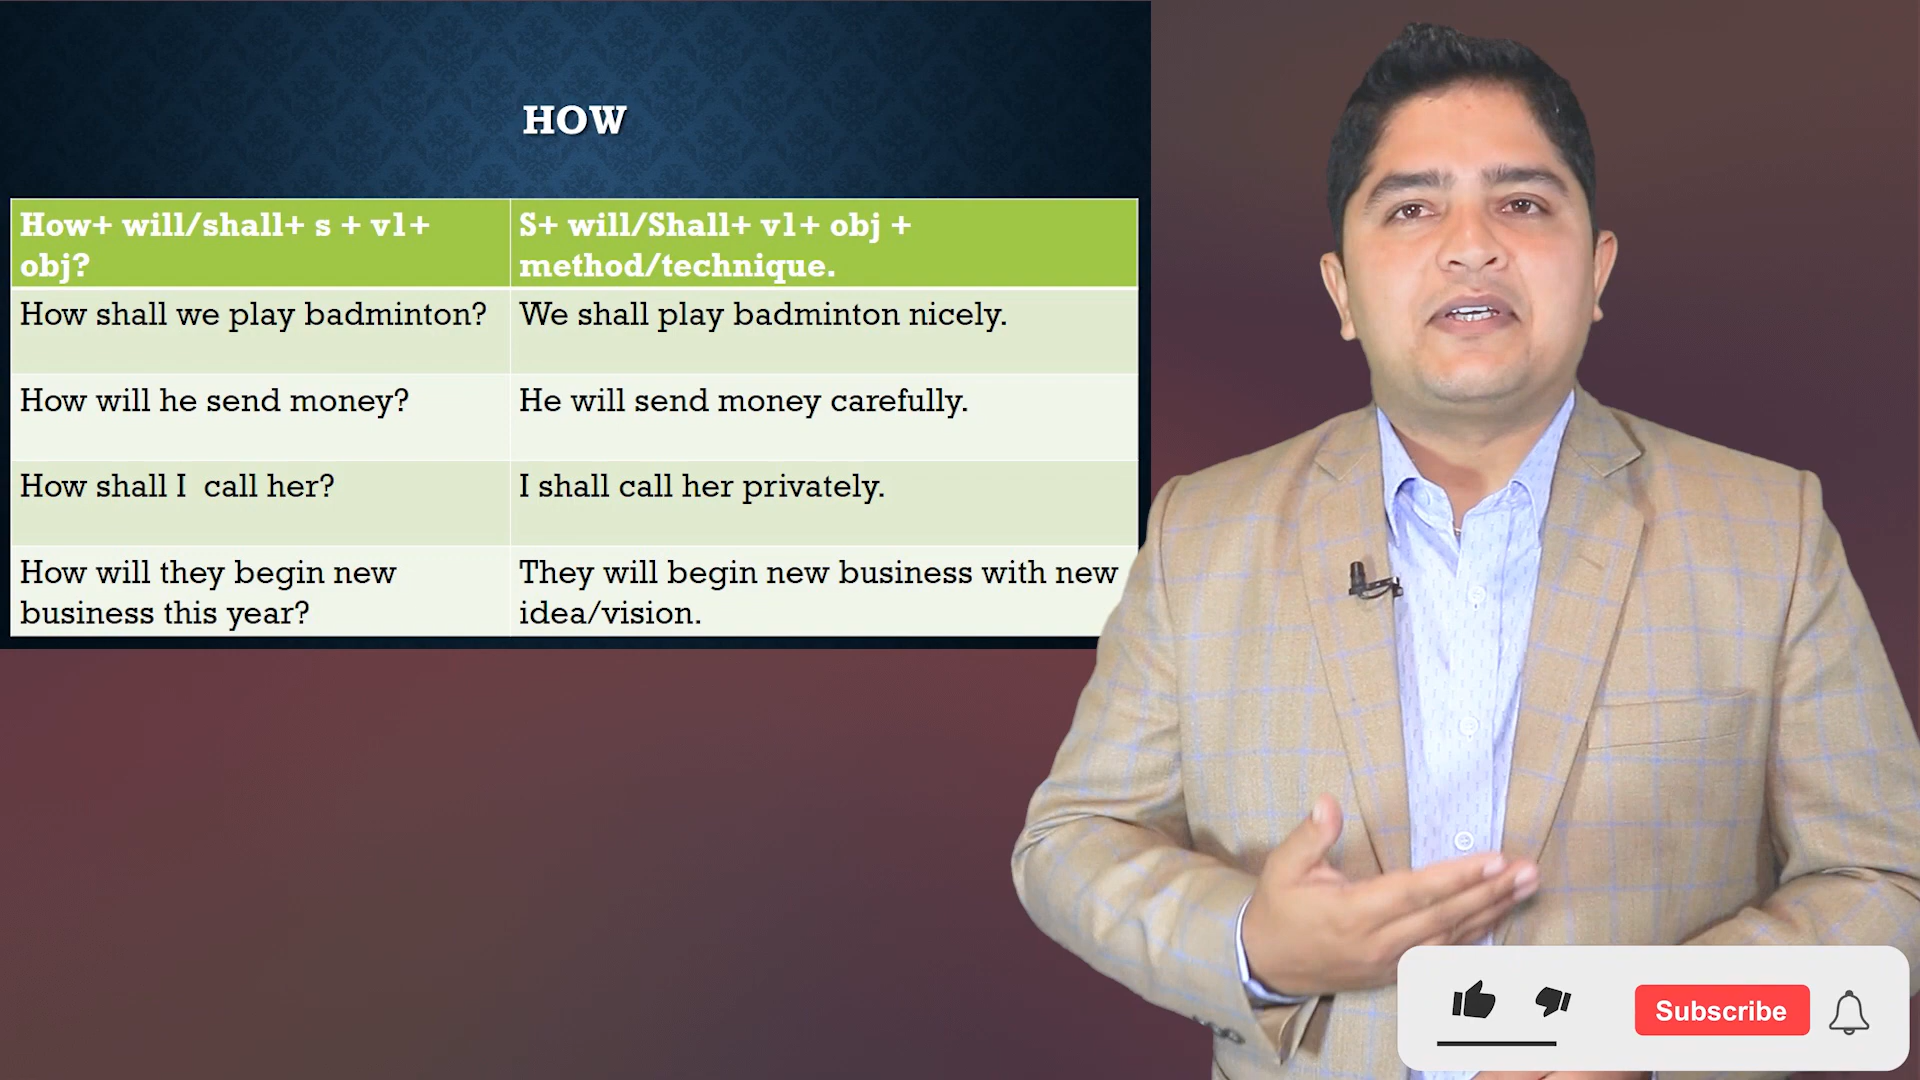 HOW
How+ will/shall+ s + v1+
obj?
S+ will/Shall+ v1+ obj +
method/technique.
How shall we play badminton?
We shall play badminton nicely.
How will he send money?
He will send money carefully.
How shall I call her?
I shall call her privately.
How will they begin new
business this year?
They will begin new business with new
idea/vision.
Subscribe